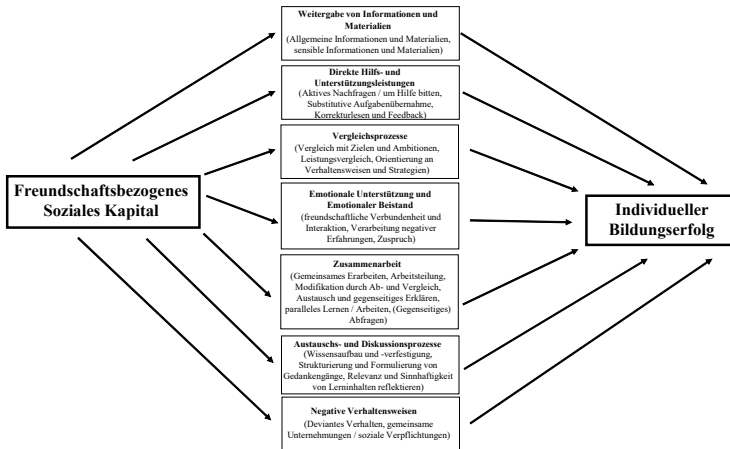 Weitergabe von Informationen und
Materialien
(Allgemeine Informationen und Materialien,
sensible Informationen und Materialien)
Direkte Hilfs- und
Unterstützungsleistungen
(Aktives Nachfragen / um Hilfe bitten,
Substitutive Aufgabenübernahme,
Korrekturlesen und Feedback)
Vergleichsprozesse
(Vergleich mit Zielen und Ambitionen,
Leistungsvergleich, Orientierung an
Verhaltensweisen und Strategien)
Freundschaftsbezogenes
Soziales Kapital
Emotionale Unterstützung und
Emotionaler Beistand
(freundschaftliche Verbundenheit und
Interaktion, Verarbeitung negativer
Erfahrungen, Zuspruch)
Individueller
Bildungserfolg
Zusammenarbeit
(Gemeinsames Erarbeiten, Arbeitsteilung,
Modifikation durch Ab- und Vergleich,
Austausch und gegenseitiges Erklären,
paralleles Lernen / Arbeiten, (Gegenseitiges)
Abfragen)
Austauschs- und Diskussionsprozesse
(Wissensaufbau und -verfestigung,
Strukturierung und Formulierung von
Gedankengänge, Relevanz und Sinnhaftigkeit
von Lerninhalten reflektieren)
Negative Verhaltensweisen
(Deviantes Verhalten, gemeinsame
Unternehmungen / soziale Verpflichtungen)